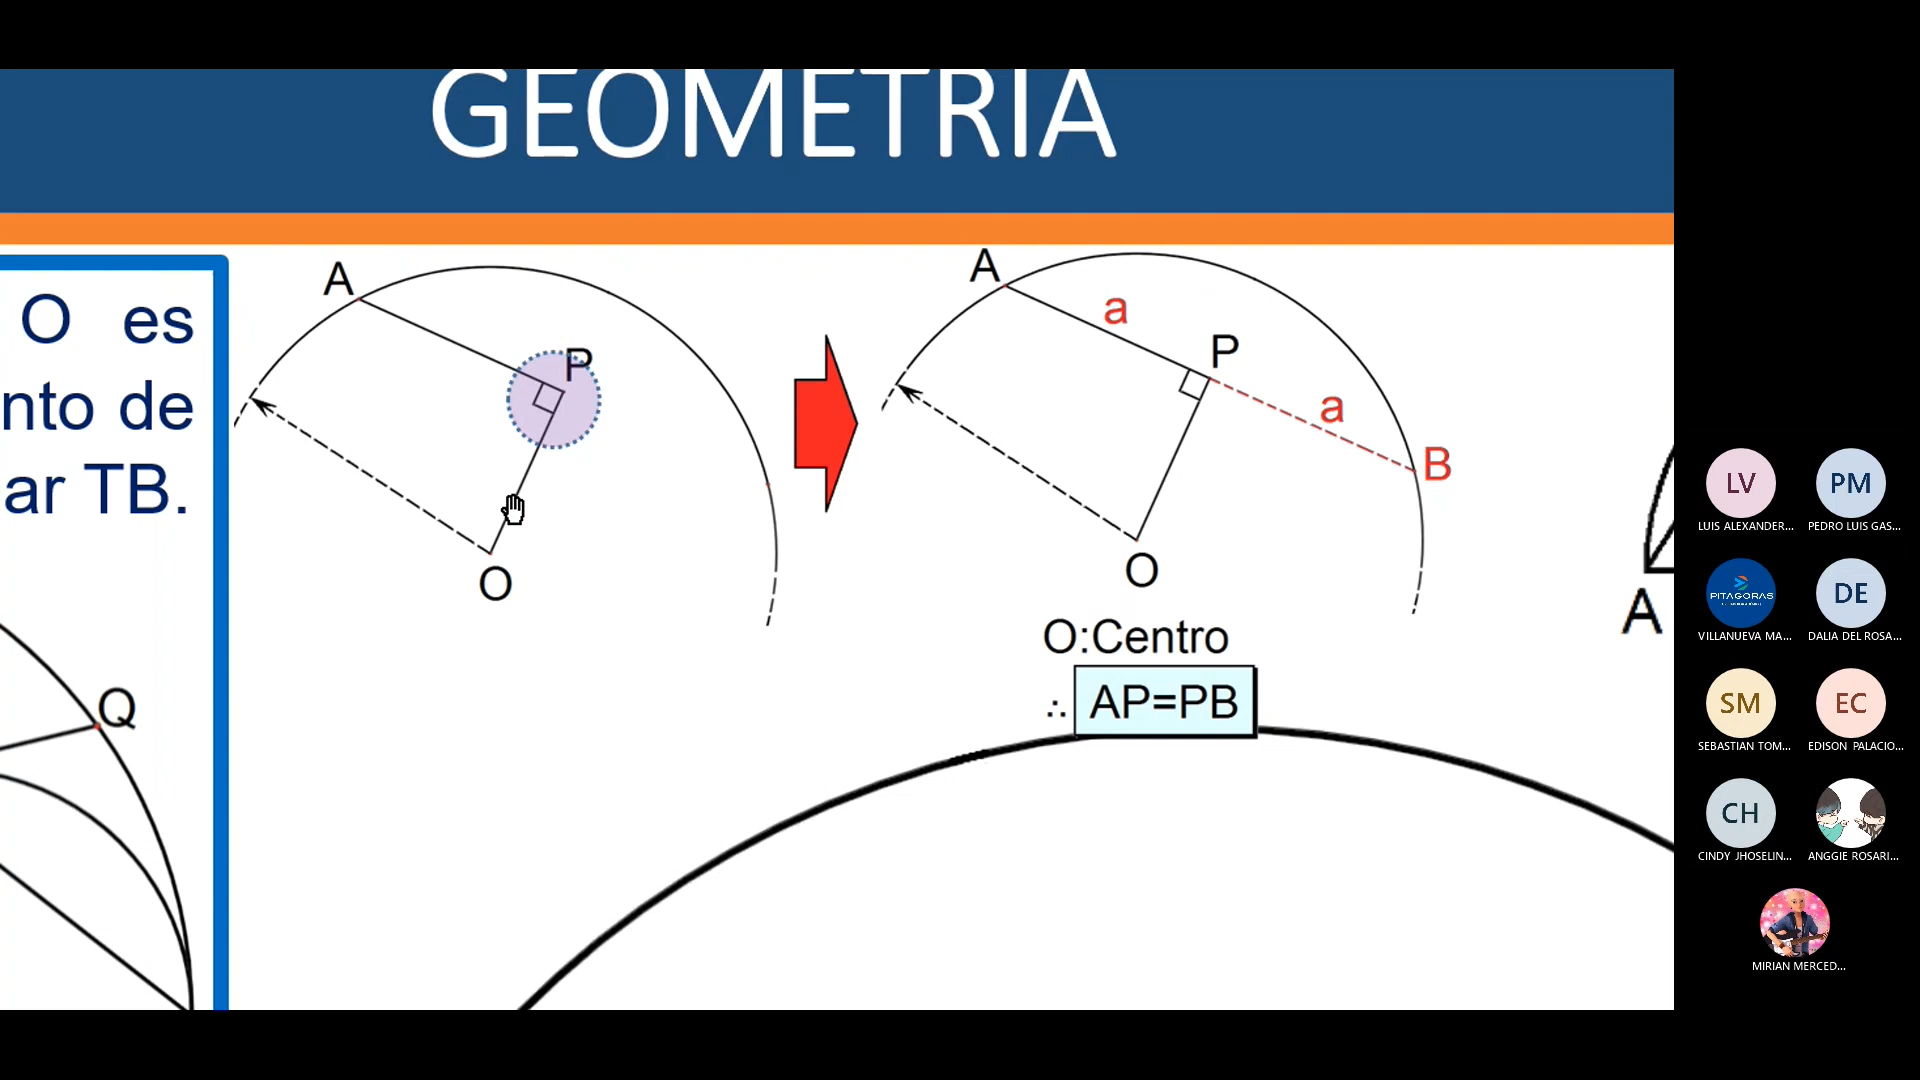 GEOMETRIA
O es
nto de
ar TB.
Q
A
P
O
A
a
P
a
B
O
O:Centro
∴ AP=PB
A
LV
LUIS ALEXANDER...
PM
PEDRO LUIS GAS...
PITAGORAS
VILLANUEVA MA...
DE
DALIA DEL ROSA...
SM
SEBASTIAN TOM...
EC
EDISON PALACIO...
CH
CINDY JHOSELIN...
ANGGIE ROSARI...
MIRIAN MERCED...